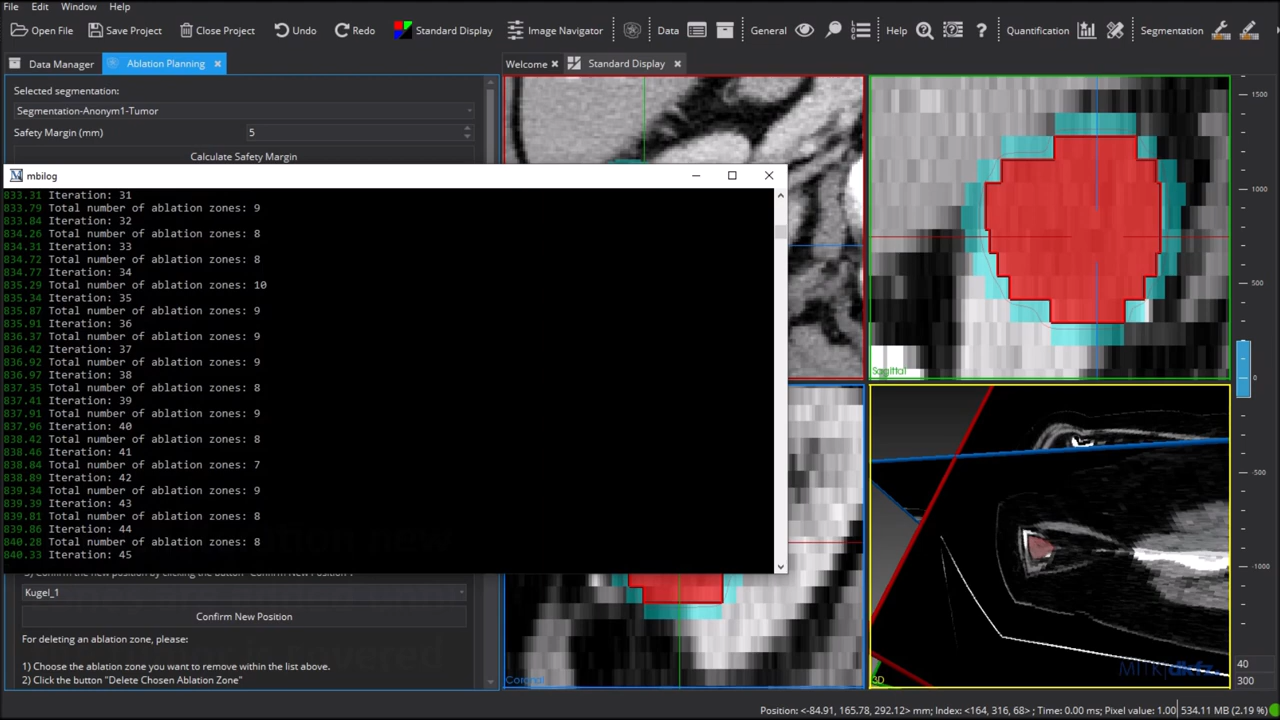 File Edit Window Help
Open File Save Project Close Project Undo Redo Standard Display Image Navigator Data General Help Quantification Segmentation
Data Manager Ablation Planning Welcome Standard Display
Selected segmentation:
Segmentation-Anonym1-Tumor
Safety Margin (mm) 5
Calculate Safety Margin
mbilog
833.31 Iteration: 31
833.79 Total number of ablation zones: 9
833.84 Iteration: 32
834.26 Total number of ablation zones: 8
834.31 Iteration: 33
834.72 Total number of ablation zones: 8
834.77 Iteration: 34
835.29 Total number of ablation zones: 10
835.34 Iteration: 35
835.87 Total number of ablation zones: 9
835.91 Iteration: 36
836.37 Total number of ablation zones: 9
836.42 Iteration: 37
836.92 Total number of ablation zones: 9
836.97 Iteration: 38
837.35 Total number of ablation zones: 8
837.41 Iteration: 39
837.91 Total number of ablation zones: 9
837.96 Iteration: 40
838.42 Total number of ablation zones: 8
838.46 Iteration: 41
838.84 Total number of ablation zones: 7
838.89 Iteration: 42
839.34 Total number of ablation zones: 9
839.39 Iteration: 43
839.81 Total number of ablation zones: 8
839.86 Iteration: 44
840.28 Total number of ablation zones: 8
840.33 Iteration: 45
3) Confirm the new position by clicking the button "Confirm New Position".
Kugel_1
Confirm New Position
For deleting an ablation zone, please:
1) Choose the ablation zone you want to remove within the list above.
2) Click the button "Delete Chosen Ablation Zone"
Sagittal
Coronal
3D
MITK dkfz
1500
1000
500
0
-500
-1000
40
300
Position: <-84.91, 165.78, 292.12> mm; Index: <164, 316, 68> ; Time: 0.00 ms; Pixel value: 1.00 534.11 MB (2.19 %)